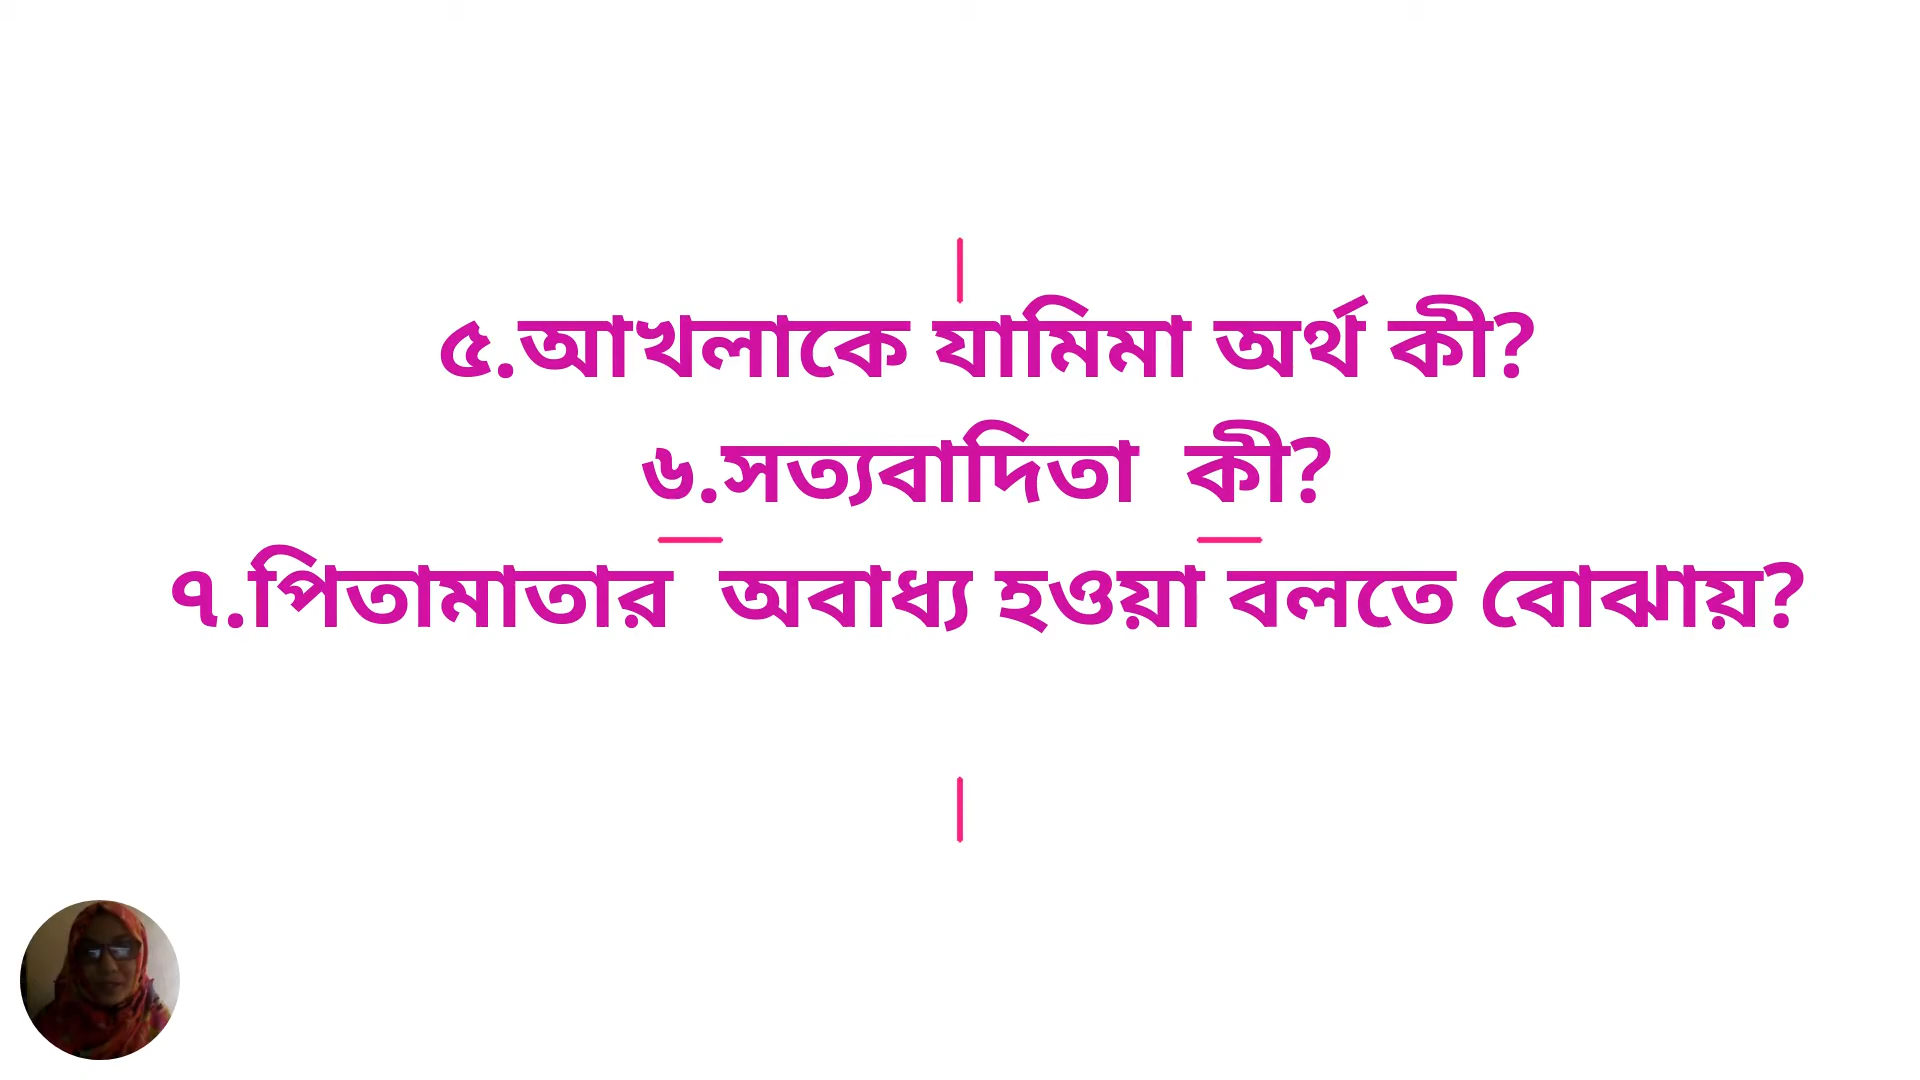 ৫.আখলাকে যামিমা অর্থ কী?
৬.সত্যবাদিতা  কী?
৭.পিতামাতার  অবাধ্য হওয়া বলতে বোঝায়?